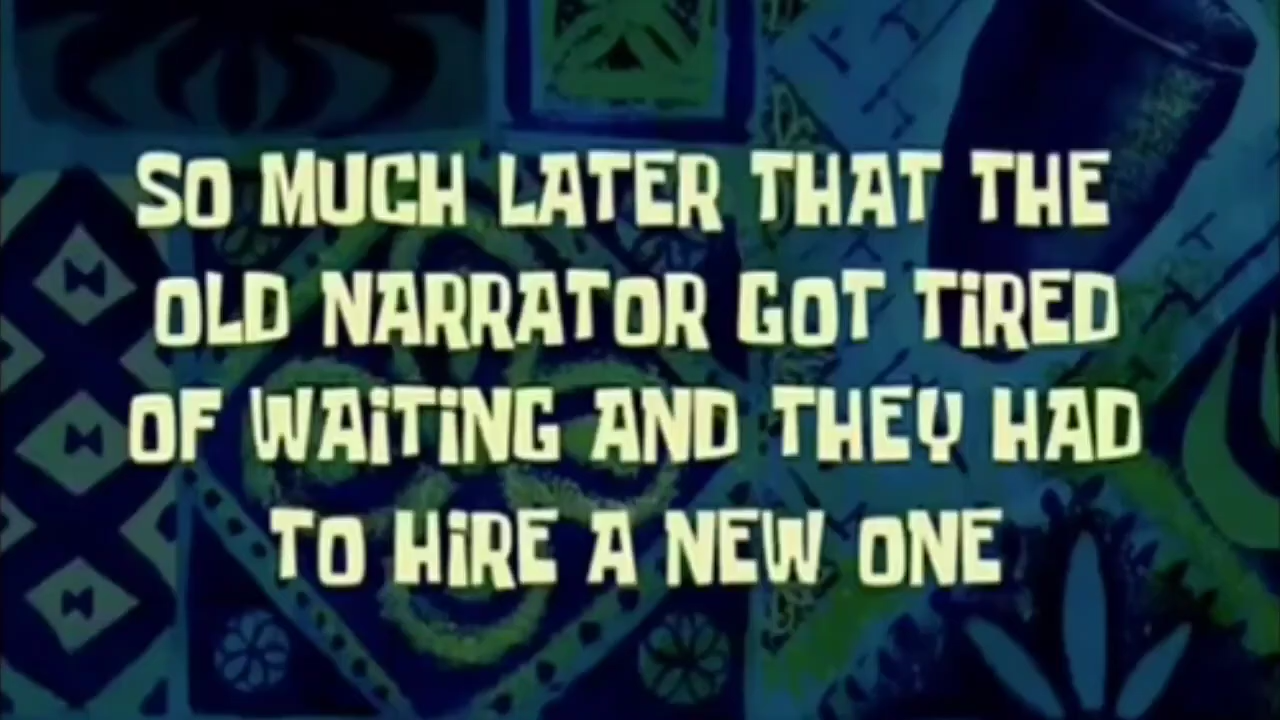 SO MUCH LATER THAT THE
OLD NARRATOR GOT TiRED
OF WAiTiNG AND THEY HAD
TO HiRE A NEW ONE